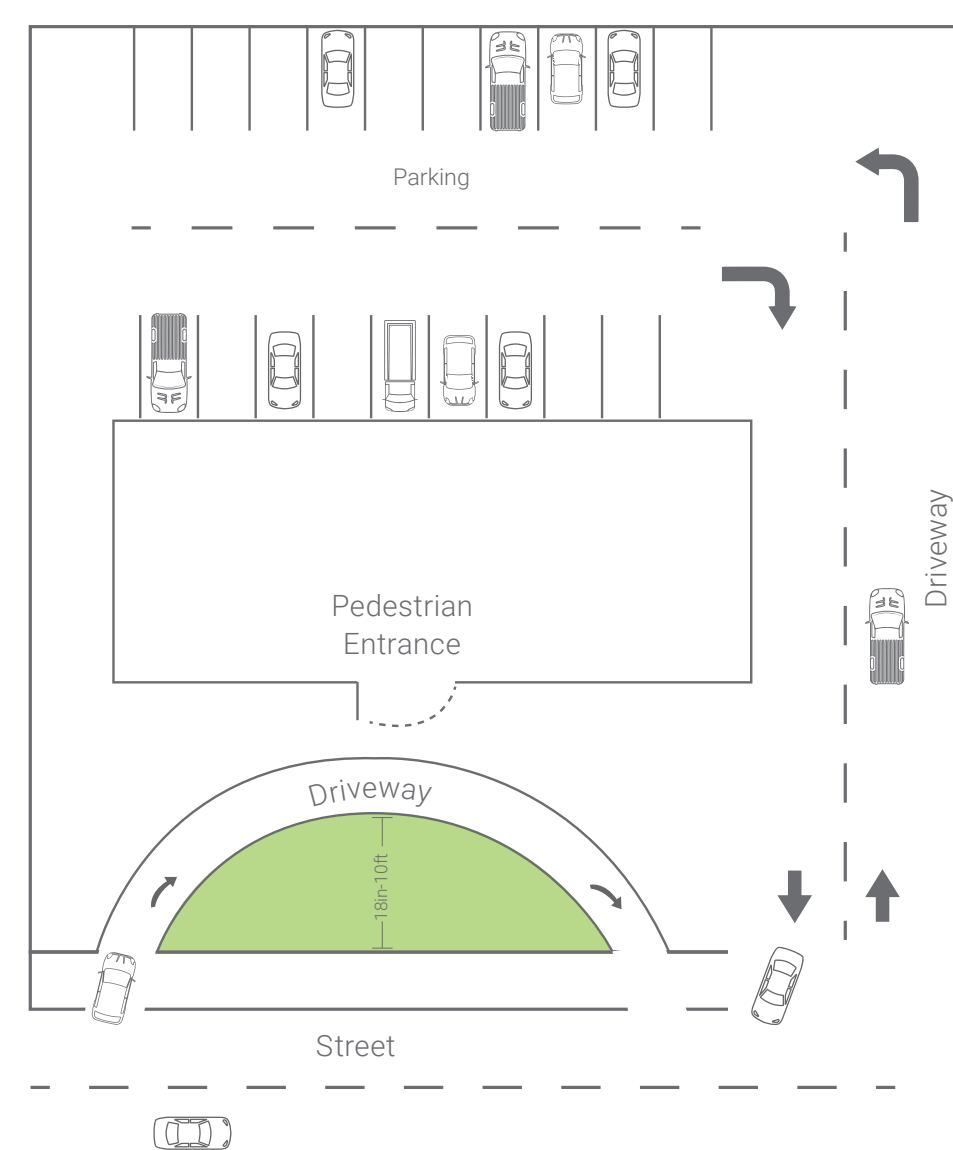 Parking
Driveway
Pedestrian
Entrance
Driveway
18in-10ft
Street